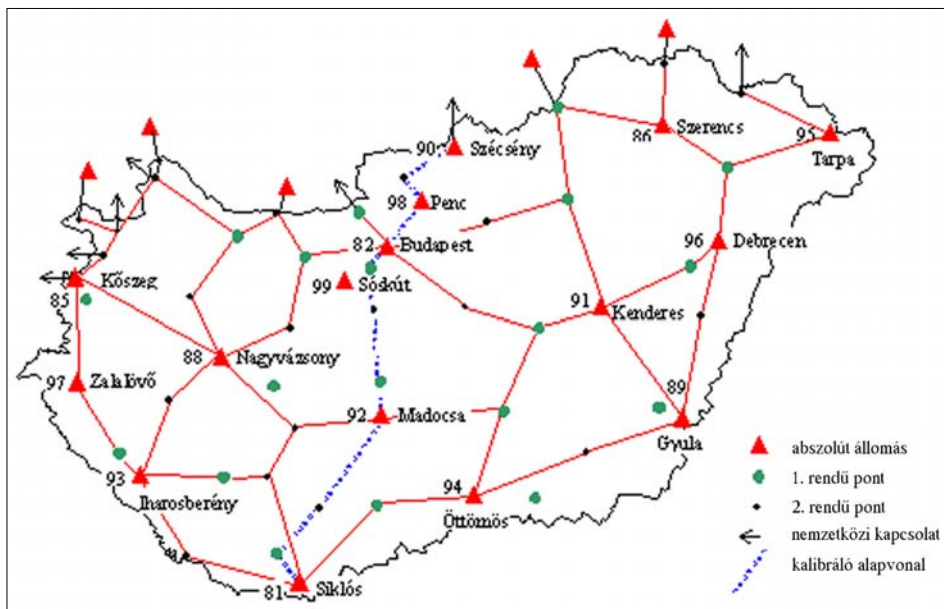 86 Szerencs
95
Tarpa
90 Szécsény
98 Penc
82 Budapest
96 Debrecen
99 Sóskút
85 Kőszeg
91
Kenderes
88 Nagyvázsony
97 Zalalövő
89
Gyula
92 Madocsa
93
Iharosberény
94
Öttömös
81 Siklós
abszolút állomás
1. rendű pont
2. rendű pont
nemzetközi kapcsolat
kalibráló alapvonal